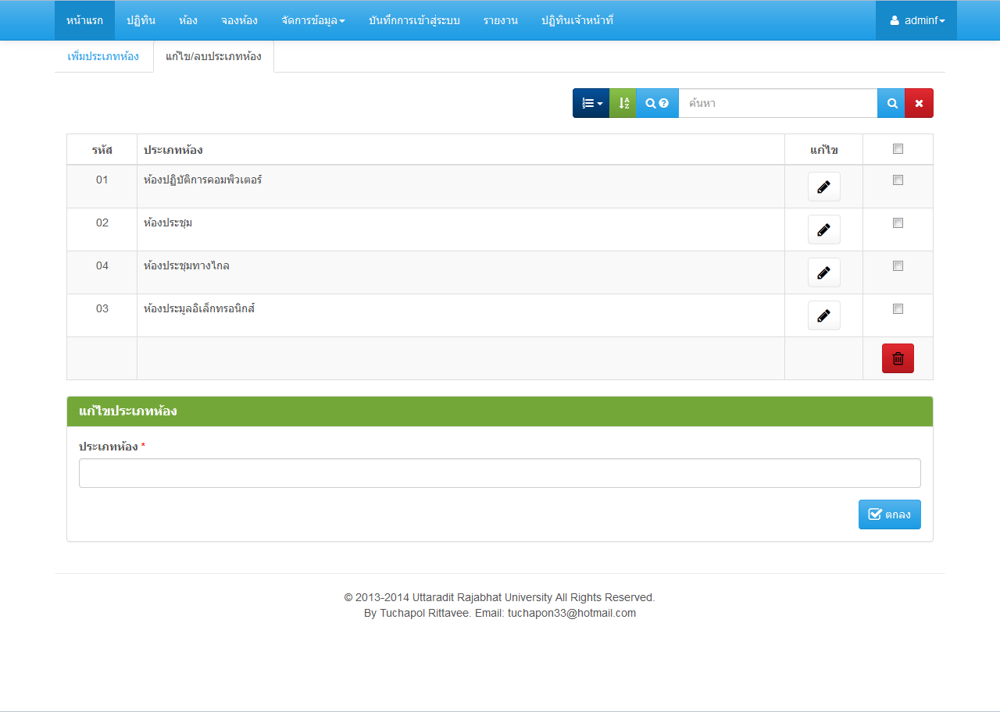 หน้าแรก ปฏิทิน ห้อง จองห้อง จัดการข้อมูล บันทึกการเข้าสู่ระบบ รายงาน ปฏิทินเจ้าหน้าที่ adminf
เพิ่มประเภทห้อง แก้ไข/ลบประเภทห้อง
ค้นหา
รหัส ประเภทห้อง แก้ไข
01 ห้องปฏิบัติการคอมพิวเตอร์
02 ห้องประชุม
04 ห้องประชุมทางไกล
03 ห้องประมูลอิเล็กทรอนิกส์
แก้ไขประเภทห้อง
ประเภทห้อง *
ตกลง
© 2013-2014 Uttaradit Rajabhat University All Rights Reserved.
By Tuchapol Rittavee. Email: tuchapon33@hotmail.com